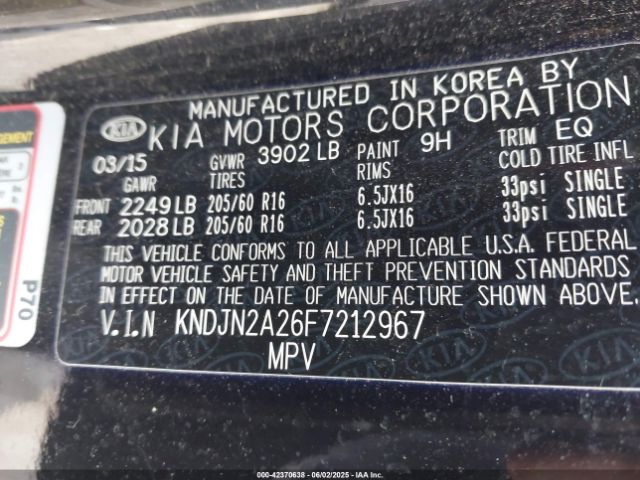 MANUFACTURED IN KOREA BY
KIA KIA MOTORS CORPORATION
03/15 GVWR 3902 LB PAINT 9H TRIM EQ
GAWR TIRES RIMS COLD TIRE INFL
FRONT 2249 LB 205/60 R16 6.5JX16 33psi SINGLE
REAR 2028 LB 205/60 R16 6.5JX16 33psi SINGLE
THIS VEHICLE CONFORMS TO ALL APPLICABLE U.S.A. FEDERAL
MOTOR VEHICLE SAFETY AND THEFT PREVENTION STANDARDS
IN EFFECT ON THE DATE OF MANUFACTURE SHOWN ABOVE.
V.I.N KNDJN2A26F7212967
MPV
P70
000-42370638 - 06/02/2025 - IAAI.COM